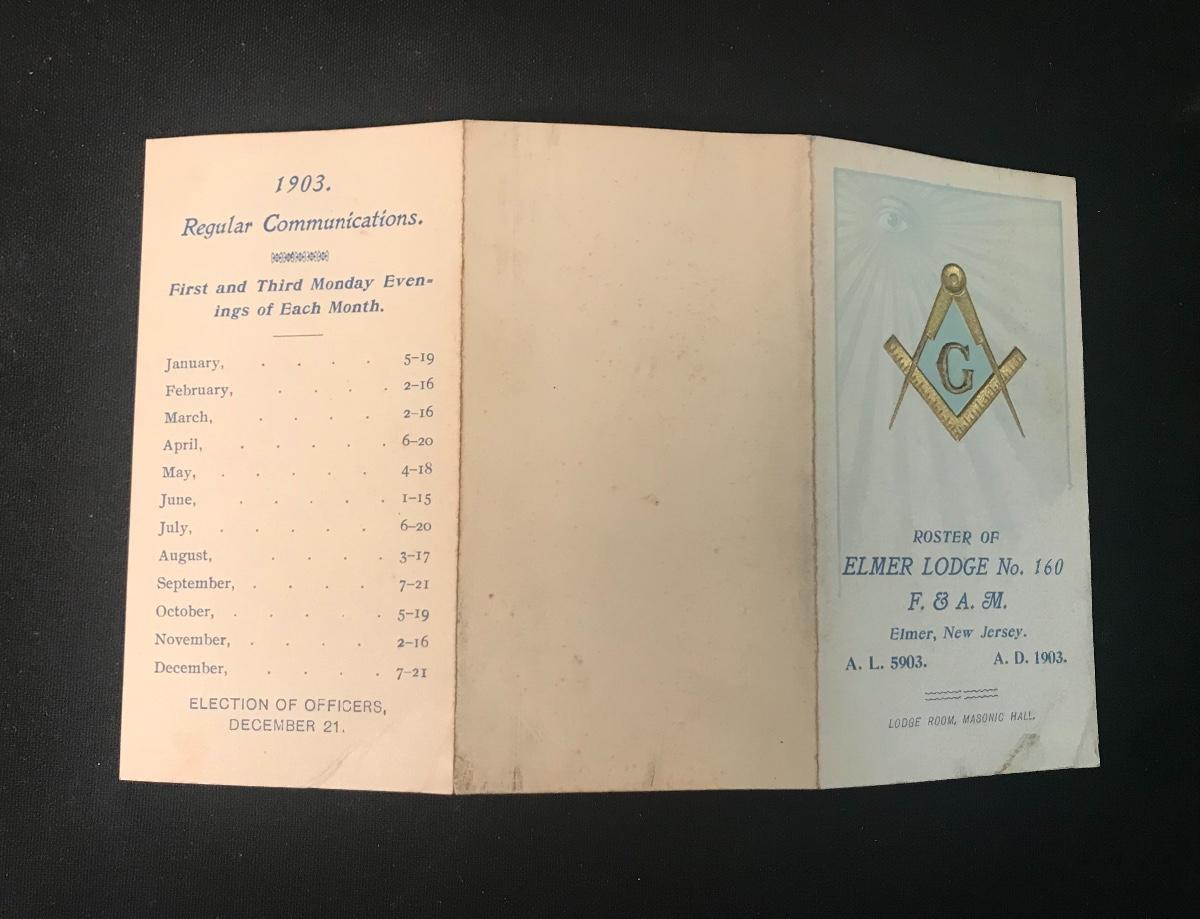 1903.
Regular Communications.
First and Third Monday Even-
ings of Each Month.
January, . . . . 5-19
February, . . . . 2-16
March, . . . . 2-16
April, . . . . . 6-20
May, . . . . . 4-18
June, . . . . . 1-15
July, . . . . . 6-20
August, . . . . 3-17
September, . . . . 7-21
October, . . . . . 5-19
November, . . . . 2-16
December, . . . . 7-21
ELECTION OF OFFICERS,
DECEMBER 21.
G
ROSTER OF
ELMER LODGE No. 160
F. & A. M.
Elmer, New Jersey.
A. L. 5903. A. D. 1903.
LODGE ROOM, MASONIC HALL.